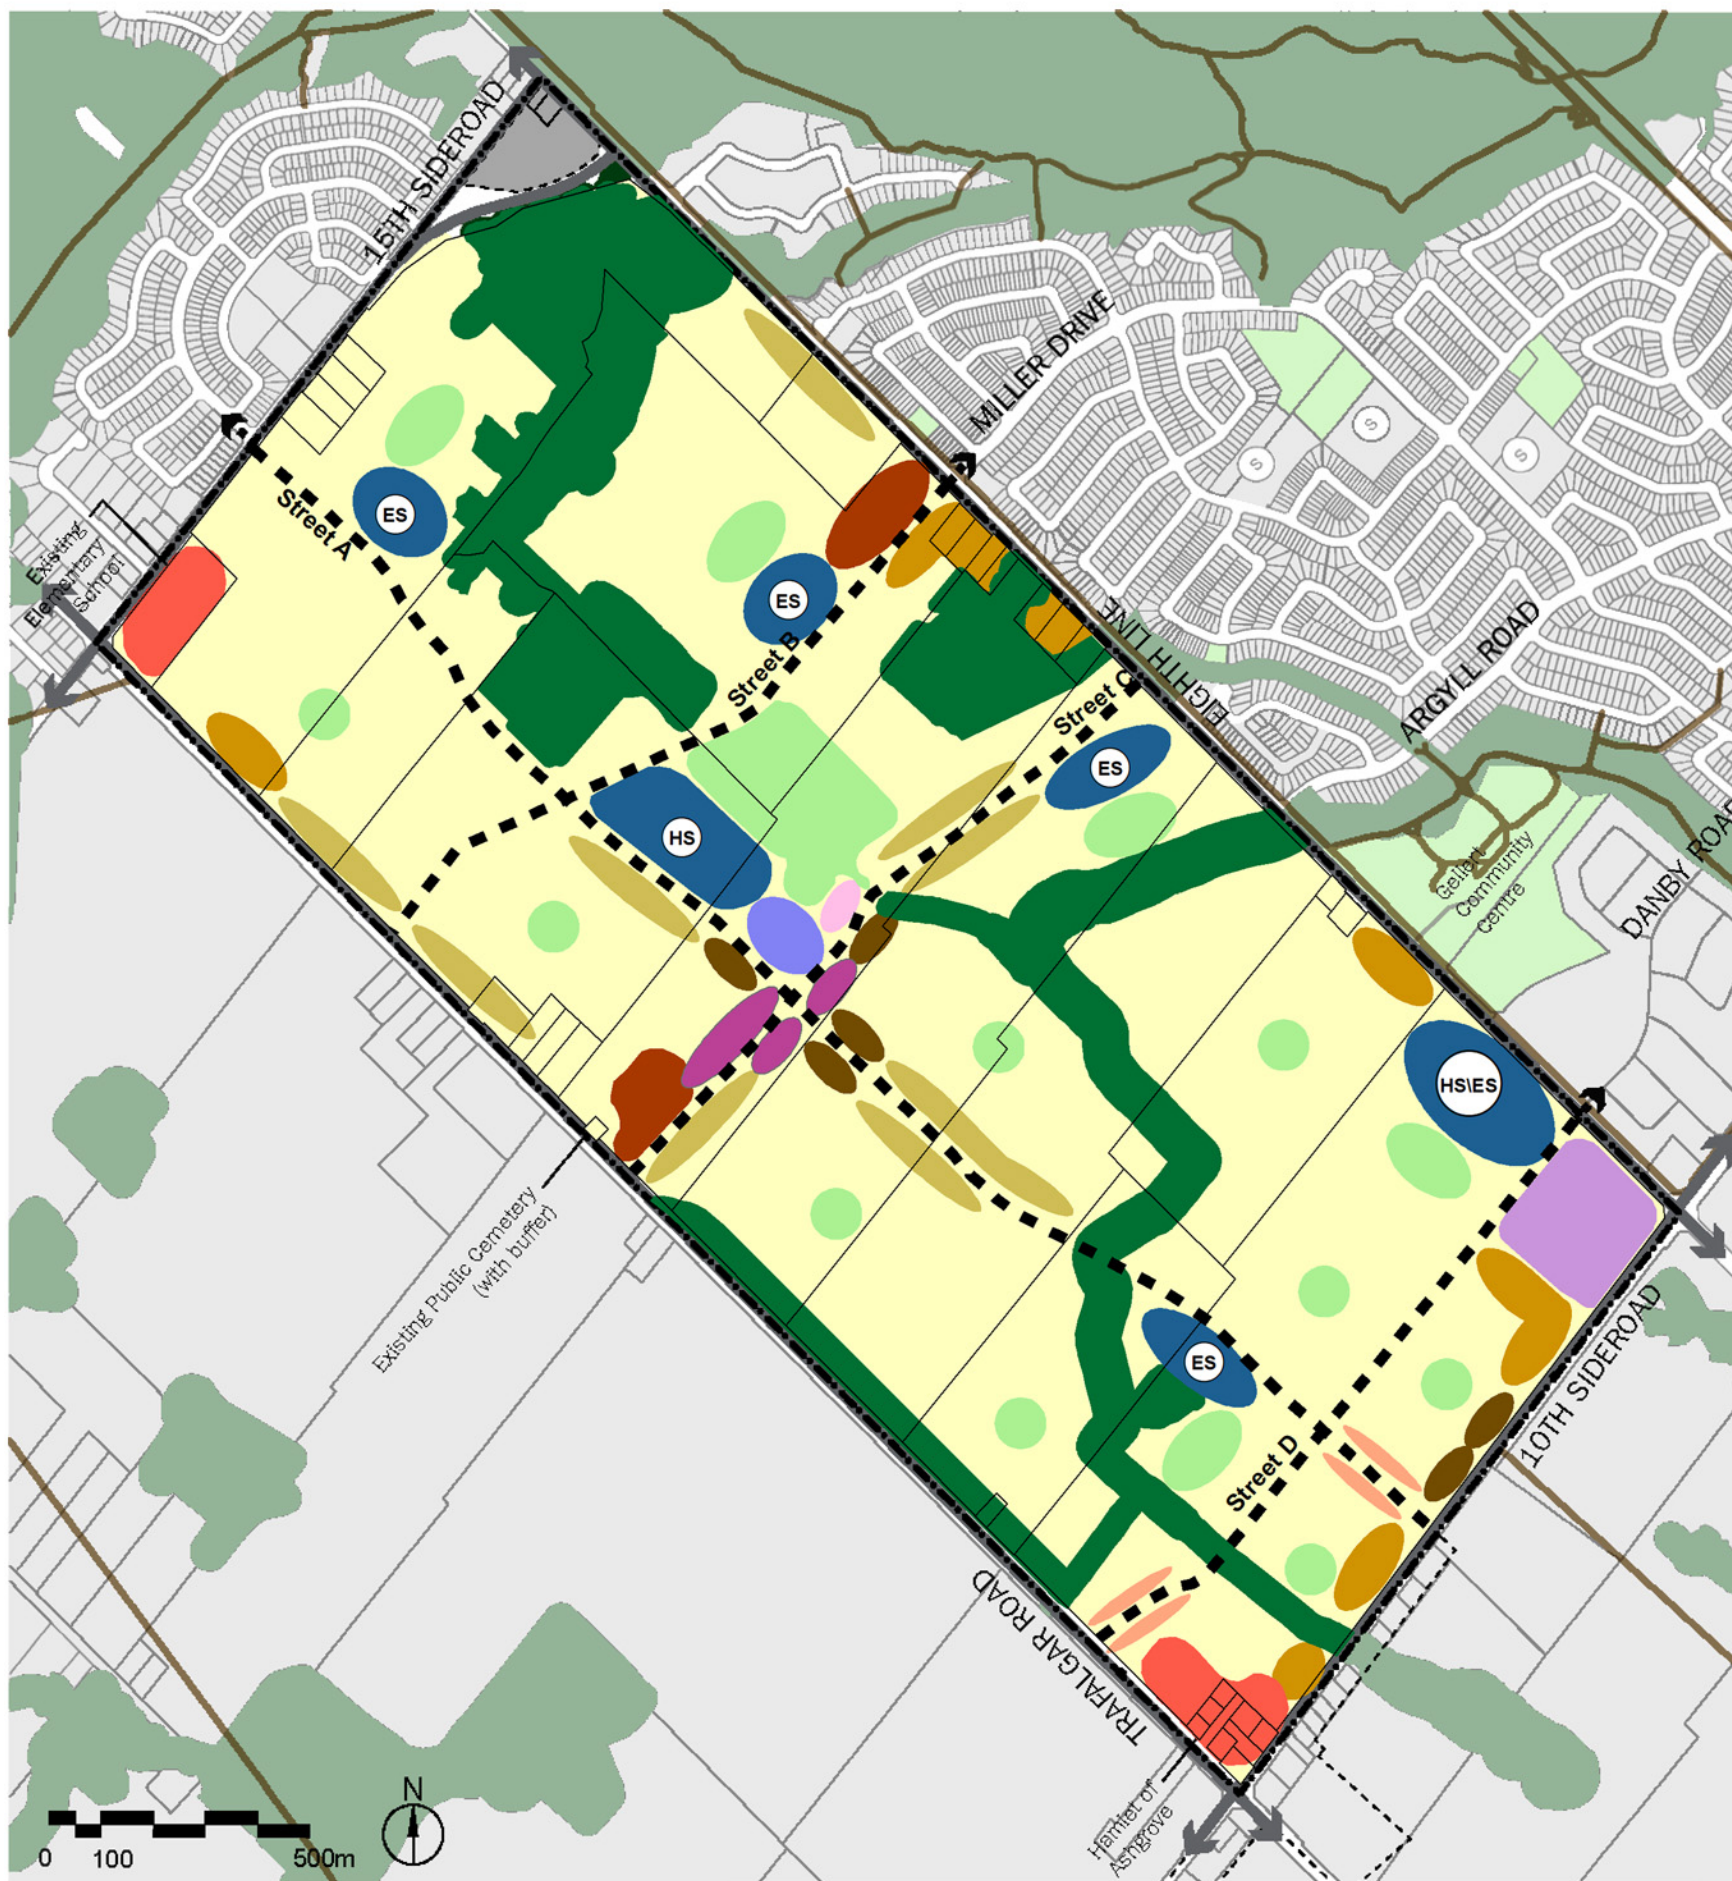 15TH SIDEROAD
MILLER DRIVE
S
S
S
Street A
ES
Existing
Elementary
School
ES
EIGHTH LINE
ARGYLL ROAD
Street B
Street C
ES
HS
Gellert
Community
Centre
DANBY ROAD
HS\ES
Existing Public Cemetery
(with buffer)
ES
10TH SIDEROAD
Street D
TRAFALGAR ROAD
Hamlet of
Ashgrove
N
0 100 500m